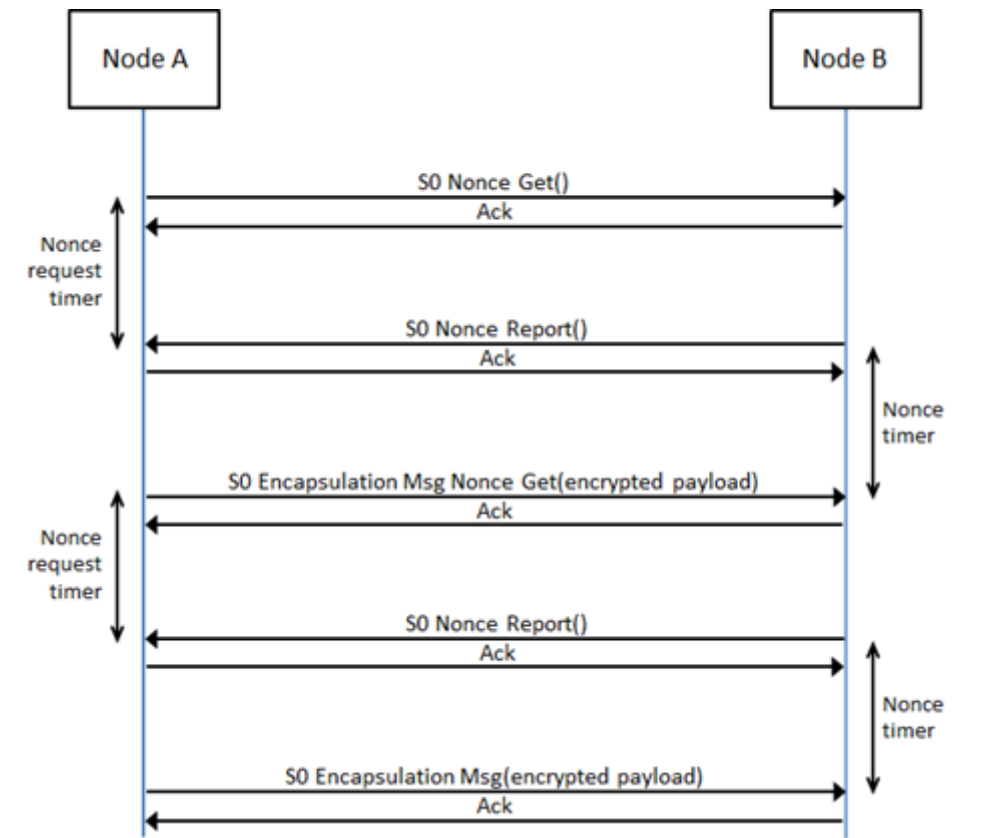 Node A
Node B
S0 Nonce Get()
Ack
Nonce
request
timer
S0 Nonce Report()
Ack
Nonce
timer
S0 Encapsulation Msg Nonce Get(encrypted payload)
Ack
Nonce
request
timer
S0 Nonce Report()
Ack
Nonce
timer
S0 Encapsulation Msg(encrypted payload)
Ack